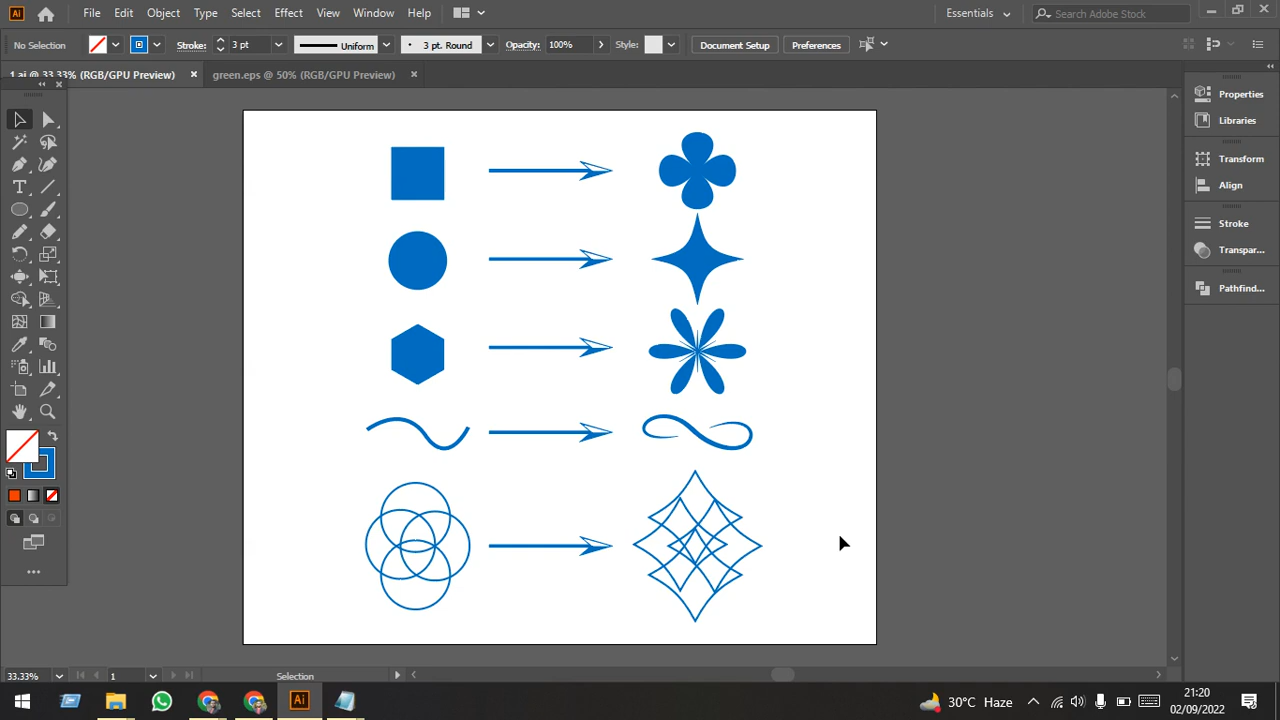 Ai File Edit Object Type Select Effect View Window Help Essentials Search Adobe Stock
No Selection Stroke: 3 pt Uniform 3 pt. Round Opacity: 100% Style: Document Setup Preferences
1.ai @ 33.33% (RGB/GPU Preview) green.eps @ 50% (RGB/GPU Preview)
Properties
Libraries
Transform
Align
Stroke
Transpar...
Pathfind...
33.33% 1 Selection
Ai 30°C Haze 21:20
02/09/2022